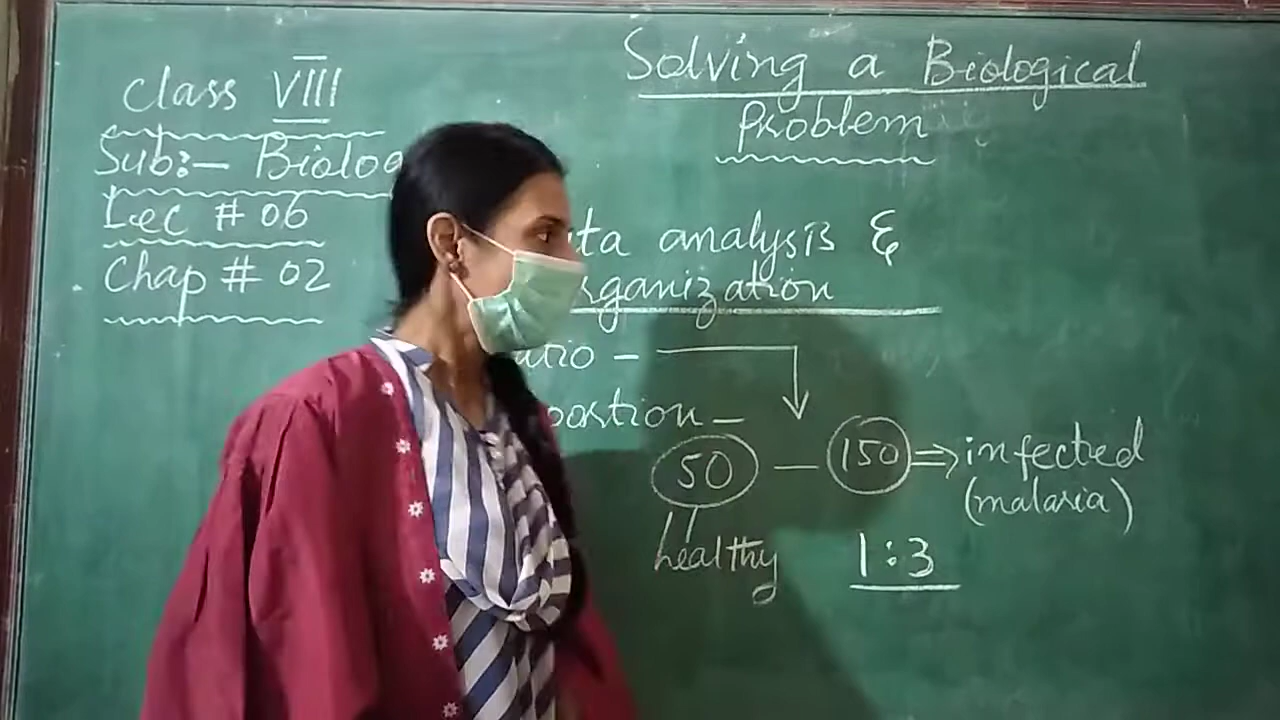 Class VIII
Sub:- Biolog
Lec # 06
Chap # 02
Solving a Biological
Problem
ta analysis &
rganization
atio -
portion -
50 - 150 ⇒ infected
(malaria)
healthy
1:3